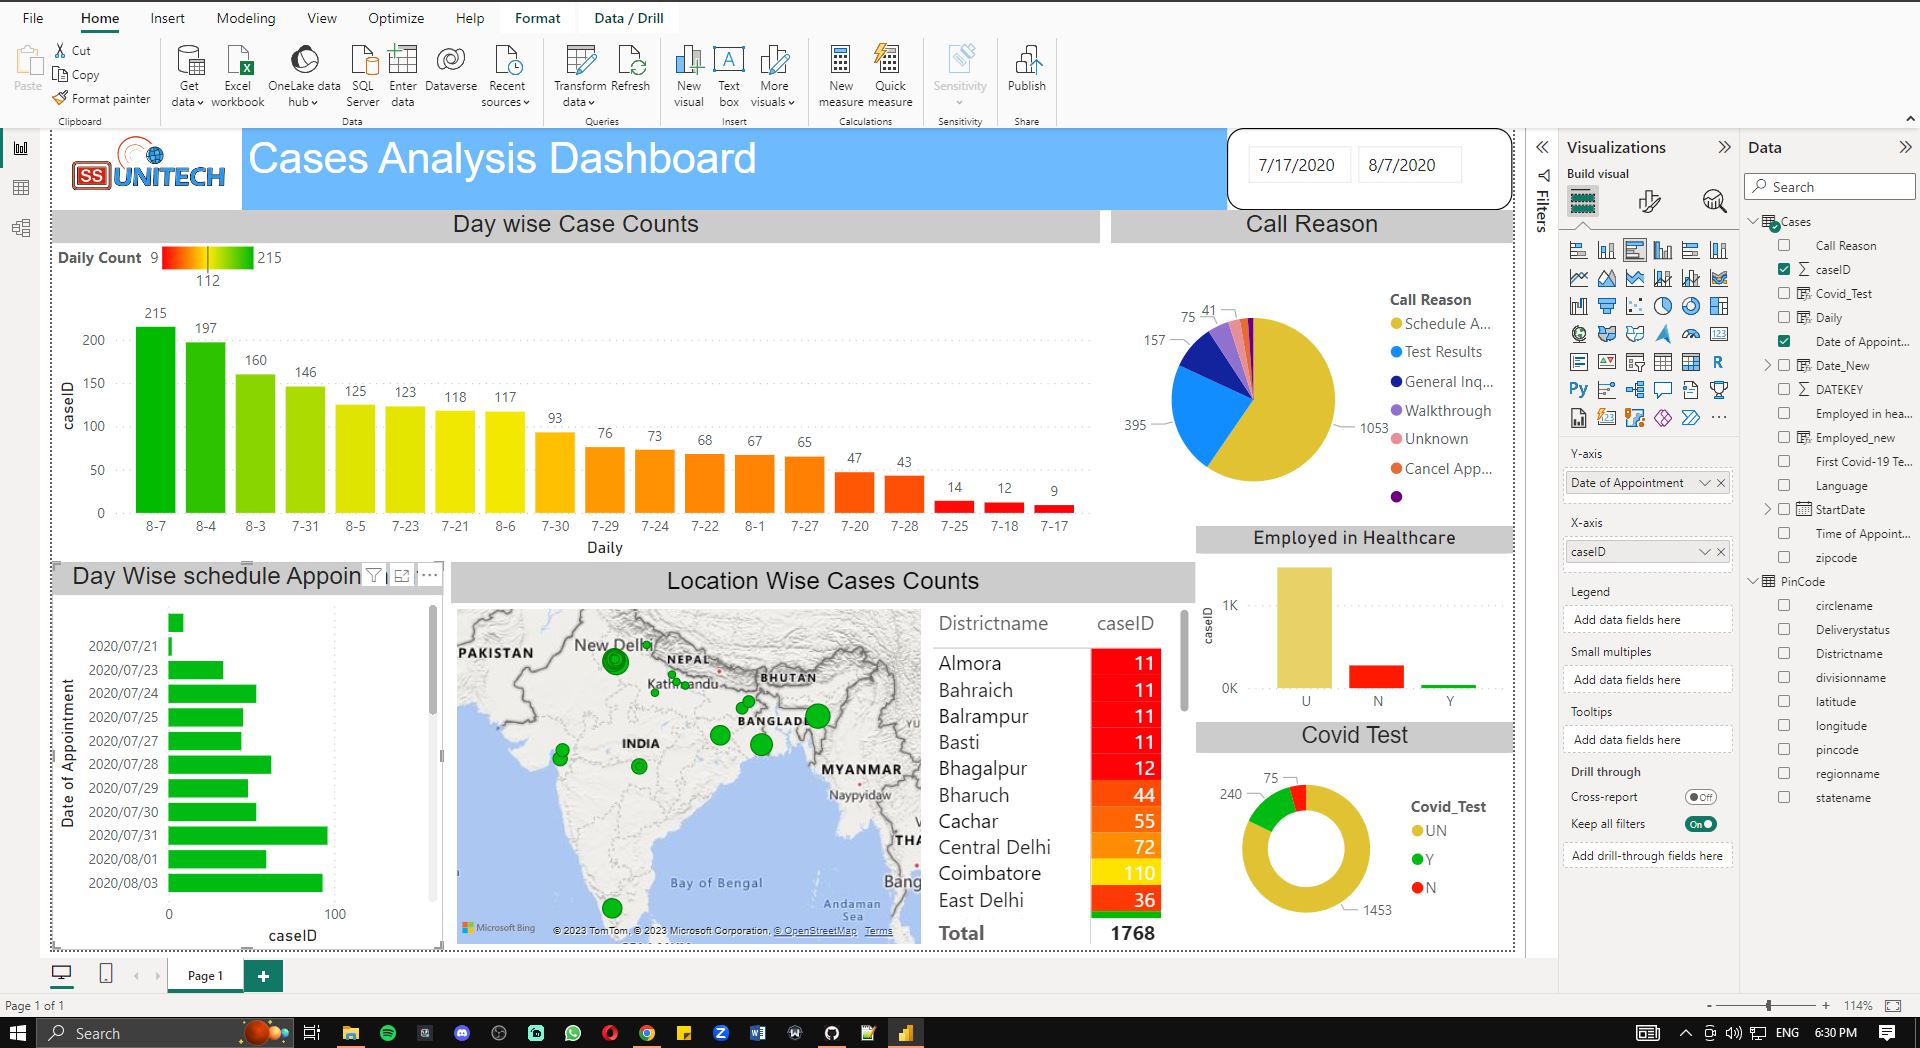 File Home Insert Modeling View Optimize Help Format Data / Drill
Paste
Cut
Copy
Format painter
Clipboard
Get data
Excel workbook
OneLake data hub
SQL Server
Enter data
Dataverse
Recent sources
Data
Transform data
Refresh
Queries
New visual
Text box
More visuals
Insert
New measure
Quick measure
Calculations
Sensitivity
Sensitivity
Publish
Share
SS UNITECH
Cases Analysis Dashboard
7/17/2020 8/7/2020
Day wise Case Counts
Daily Count 9 215
112
caseID
200
150
100
50
0
215 197 160 146 125 123 118 117 93 76 73 68 67 65 47 43 14 12 9
8-7 8-4 8-3 7-31 8-5 7-23 7-21 8-6 7-30 7-29 7-24 7-22 8-1 7-27 7-20 7-28 7-25 7-18 7-17
Daily
Call Reason
75 41
157
395
1053
Call Reason
Schedule A...
Test Results
General Inq...
Walkthrough
Unknown
Cancel App...
Day Wise schedule Appoin
Date of Appointment
2020/07/21
2020/07/23
2020/07/24
2020/07/25
2020/07/27
2020/07/28
2020/07/29
2020/07/30
2020/07/31
2020/08/01
2020/08/03
0 100
caseID
Location Wise Cases Counts
PAKISTAN
New Delhi
NEPAL
Kathmandu
BHUTAN
BANGLADE
YU
INDIA
MYANMAR
Naypyidaw
THA
Bay of Bengal
Bang
Andaman
Sea
Microsoft Bing
© 2023 TomTom, © 2023 Microsoft Corporation, © OpenStreetMap Terms
Districtname caseID
Almora 11
Bahraich 11
Balrampur 11
Basti 11
Bhagalpur 12
Bharuch 44
Cachar 55
Central Delhi 72
Coimbatore 110
East Delhi 36
Total 1768
Employed in Healthcare
caseID
1K
0K
U N Y
Covid Test
75
240
1453
Covid_Test
UN
Y
N
Filters
Visualizations
Build visual
R
Py
123
Y-axis
Date of Appointment
X-axis
caseID
Legend
Add data fields here
Small multiples
Add data fields here
Tooltips
Add data fields here
Drill through
Cross-report Off
Keep all filters On
Add drill-through fields here
Data
Search
Cases
Call Reason
caseID
Covid_Test
Daily
Date of Appoint...
Date_New
DATEKEY
Employed in hea...
Employed_new
First Covid-19 Te...
Language
StartDate
Time of Appoint...
zipcode
PinCode
circlename
Deliverystatus
Districtname
divisionname
latitude
longitude
pincode
regionname
statename
Page 1
Page 1 of 1
- + 114%
Search
ENG 6:30 PM